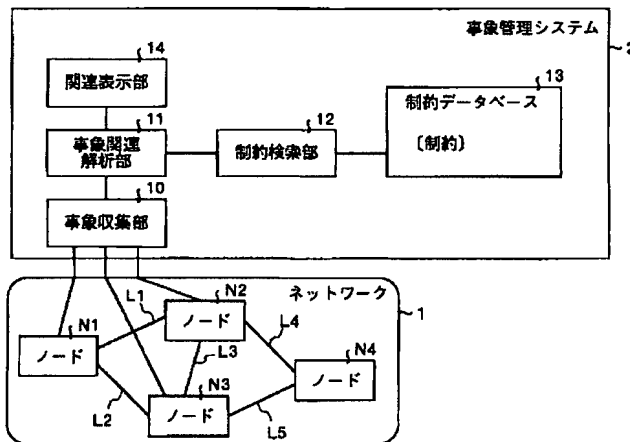 事象管理システム
2
14
関連表示部
11
事象関連
解析部
12
制約検索部
13
制約データベース
〔制約〕
10
事象収集部
ネットワーク
1
N1
ノード
L1
N2
ノード
L4
L3
N4
ノード
L2
N3
ノード
L5